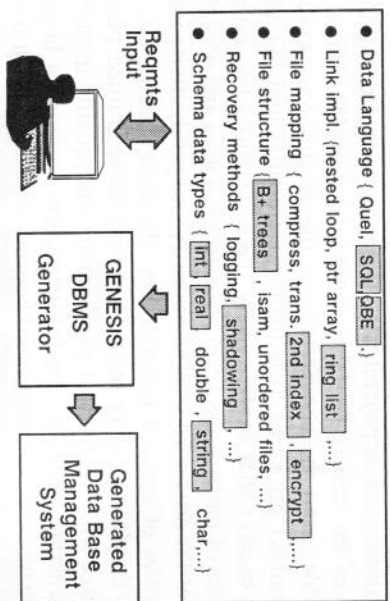 ● Data Language { Quel, SQL,QBE .}
● Link impl. {nested loop, ptr array, ring list ,....}
● File mapping { compress, trans. 2nd index , encrypt ,....}
● File structure { B+ trees , isam, unordered files, ...}
● Recovery methods { logging, shadowing , ...}
● Schema data types { int, real double , string , char,....}
Reqmts
Input
GENESIS
DBMS
Generator
Generated
Data Base
Management
System